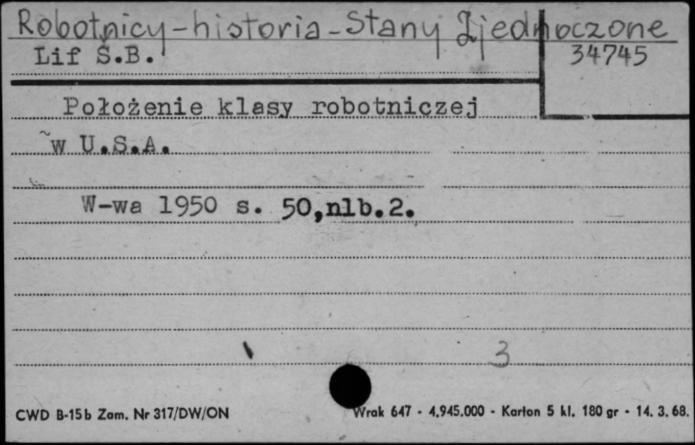 Robotnicy-historia-Stany Zjednoczone
Lif S.B.
34745
Położenie klasy robotniczej
w U.S.A.
W-wa 1950 s. 50,nlb.2.
3
CWD B-15b Zam. Nr 317/DW/ON
Wrak 647 - 4.945.000 - Karton 5 kl. 180 gr - 14. 3. 68.